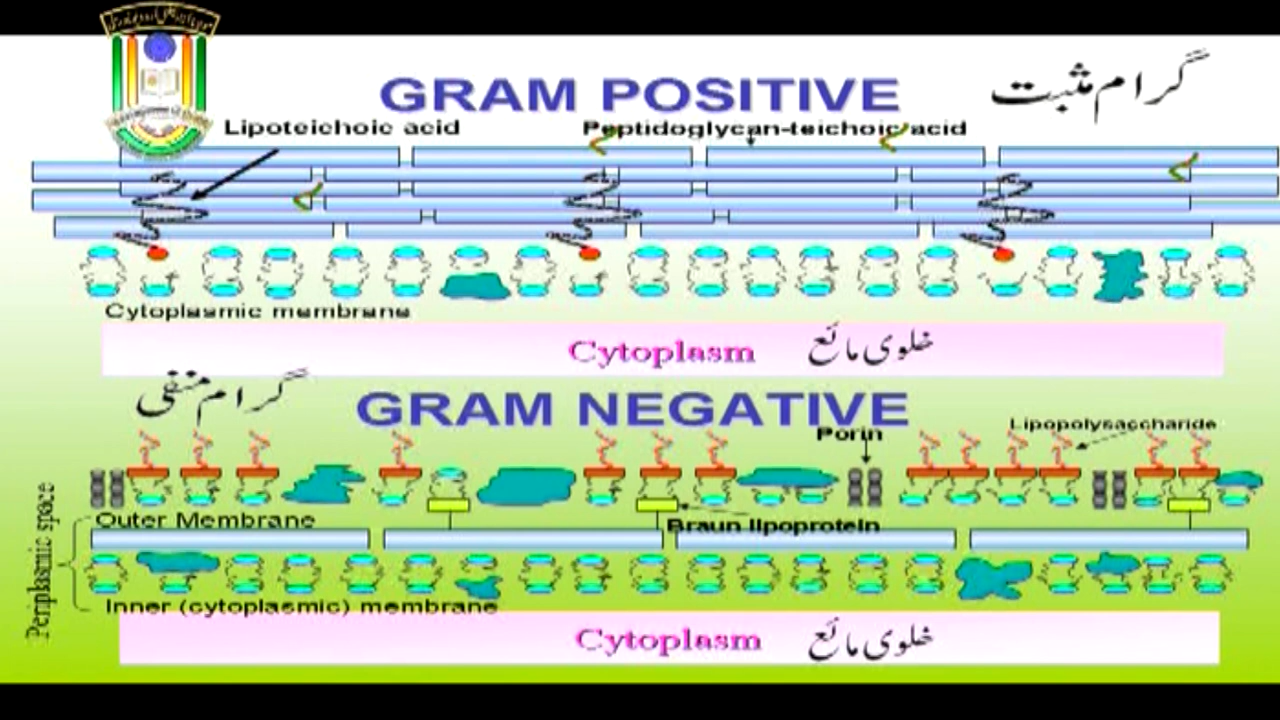 GRAM POSITIVE
گرام مثبت
Lipoteichoic acid
Peptidoglycan-teichoic acid
Cytoplasmic membrane
Cytoplasm خلوی مائع
گرام منفی
GRAM NEGATIVE
Lipopolysaccharide
Porin
Outer Membrane
Braun lipoprotein
Periplasmic space
Inner (cytoplasmic) membrane
Cytoplasm خلوی مائع